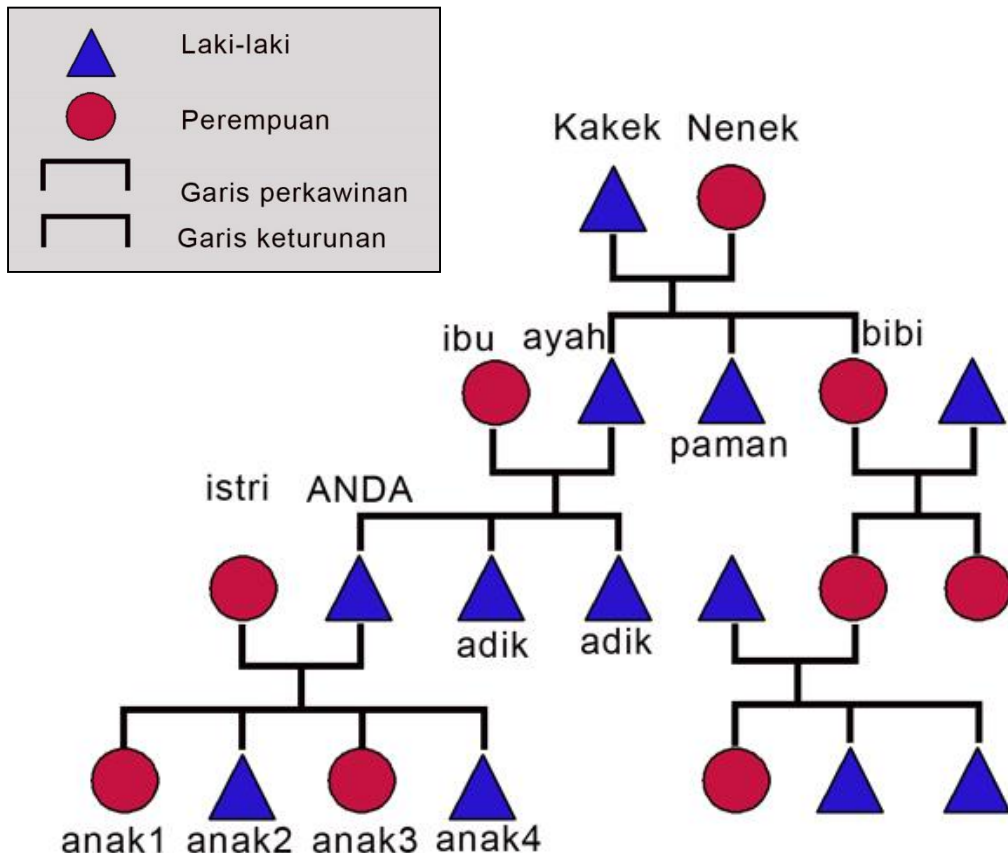 Laki-laki
Perempuan
Garis perkawinan
Garis keturunan
Kakek Nenek
ibu ayah bibi
paman
istri ANDA
adik adik
anak1 anak2 anak3 anak4